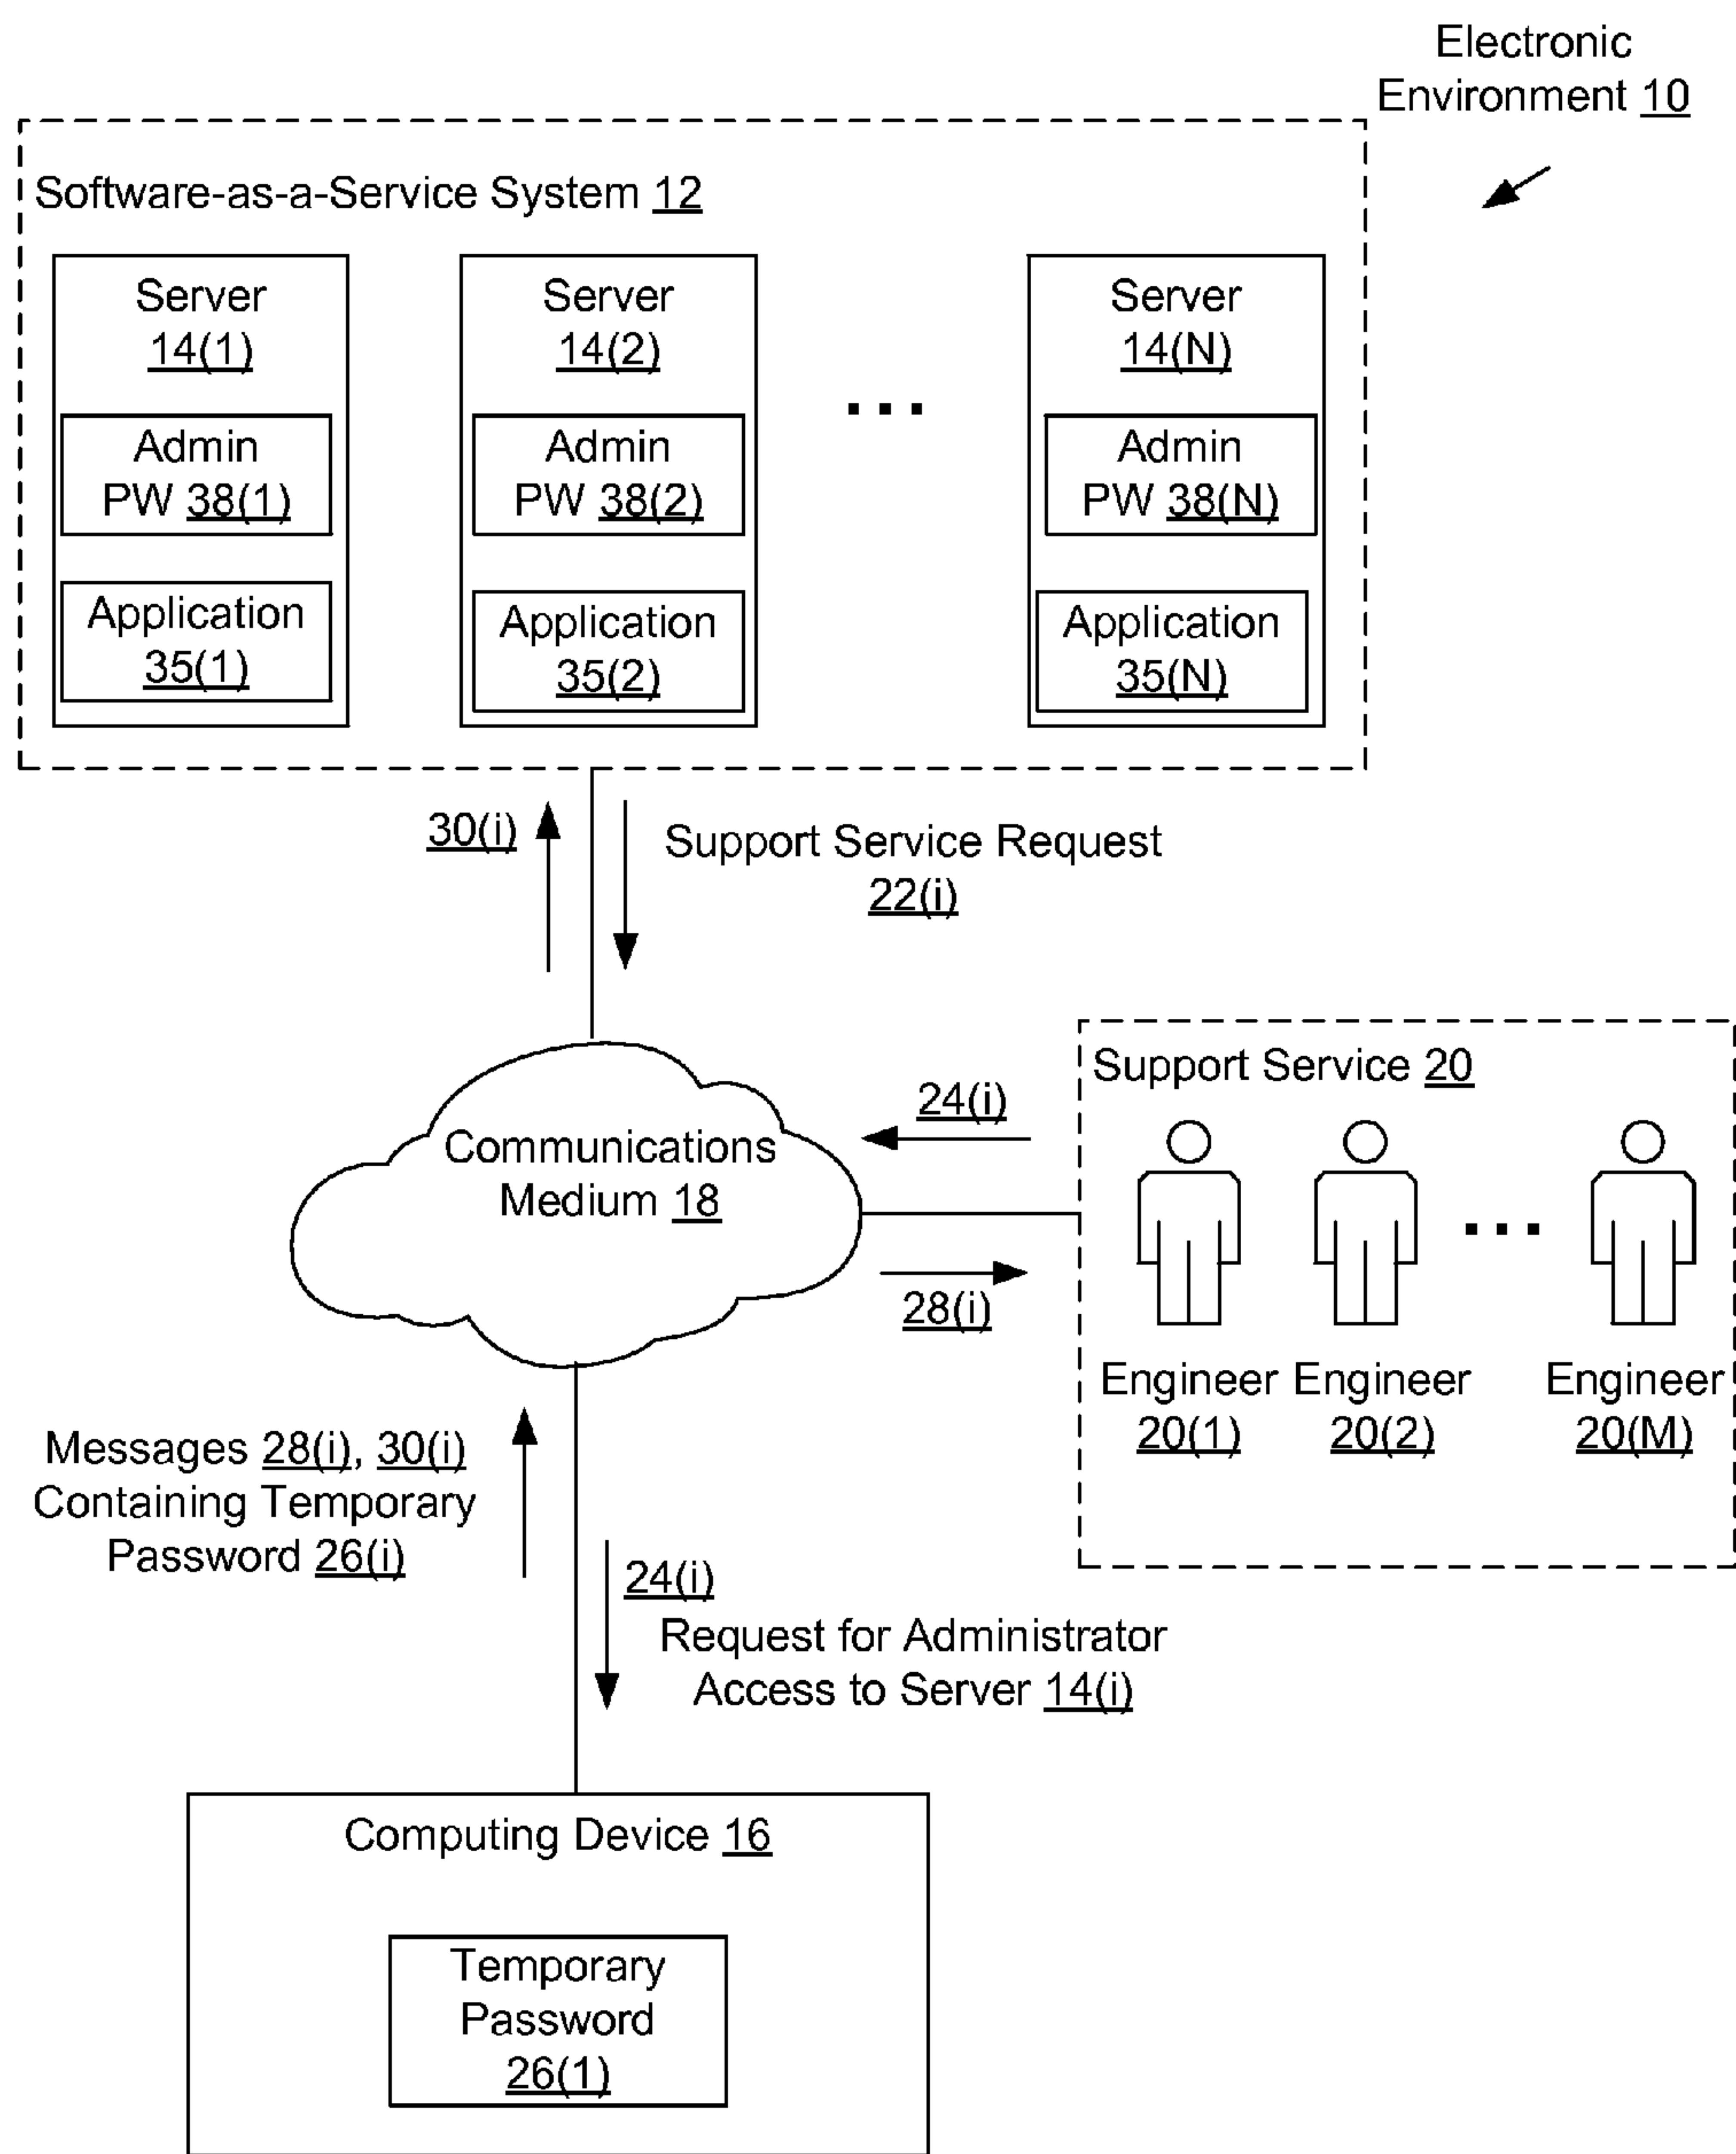 Electronic
Environment 10
Software-as-a-Service System 12
Server
14(1)
Admin
PW 38(1)
Application
35(1)
Server
14(2)
Admin
PW 38(2)
Application
35(2)
...
Server
14(N)
Admin
PW 38(N)
Application
35(N)
30(i)
Support Service Request
22(i)
Communications
Medium 18
24(i)
28(i)
Support Service 20
Engineer
20(1)
Engineer
20(2)
...
Engineer
20(M)
Messages 28(i), 30(i)
Containing Temporary
Password 26(i)
24(i)
Request for Administrator
Access to Server 14(i)
Computing Device 16
Temporary
Password
26(1)